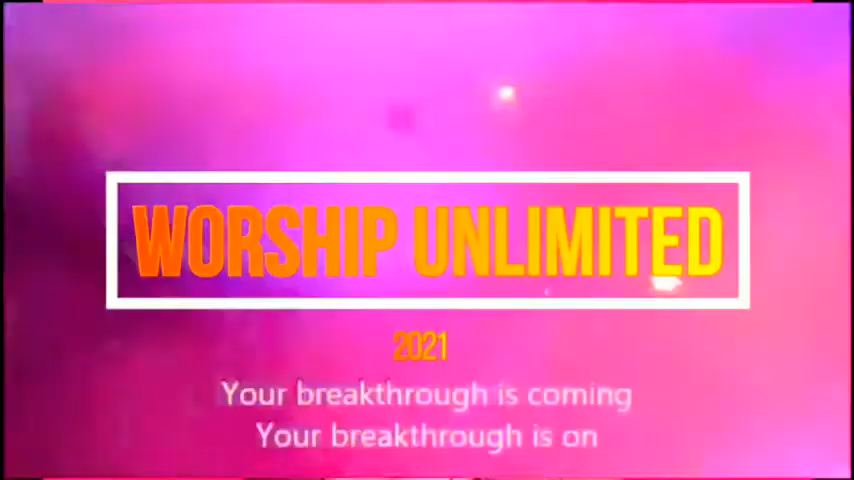 WORSHIP UNLIMITED
2021
Your breakthrough is coming
Your breakthrough is on